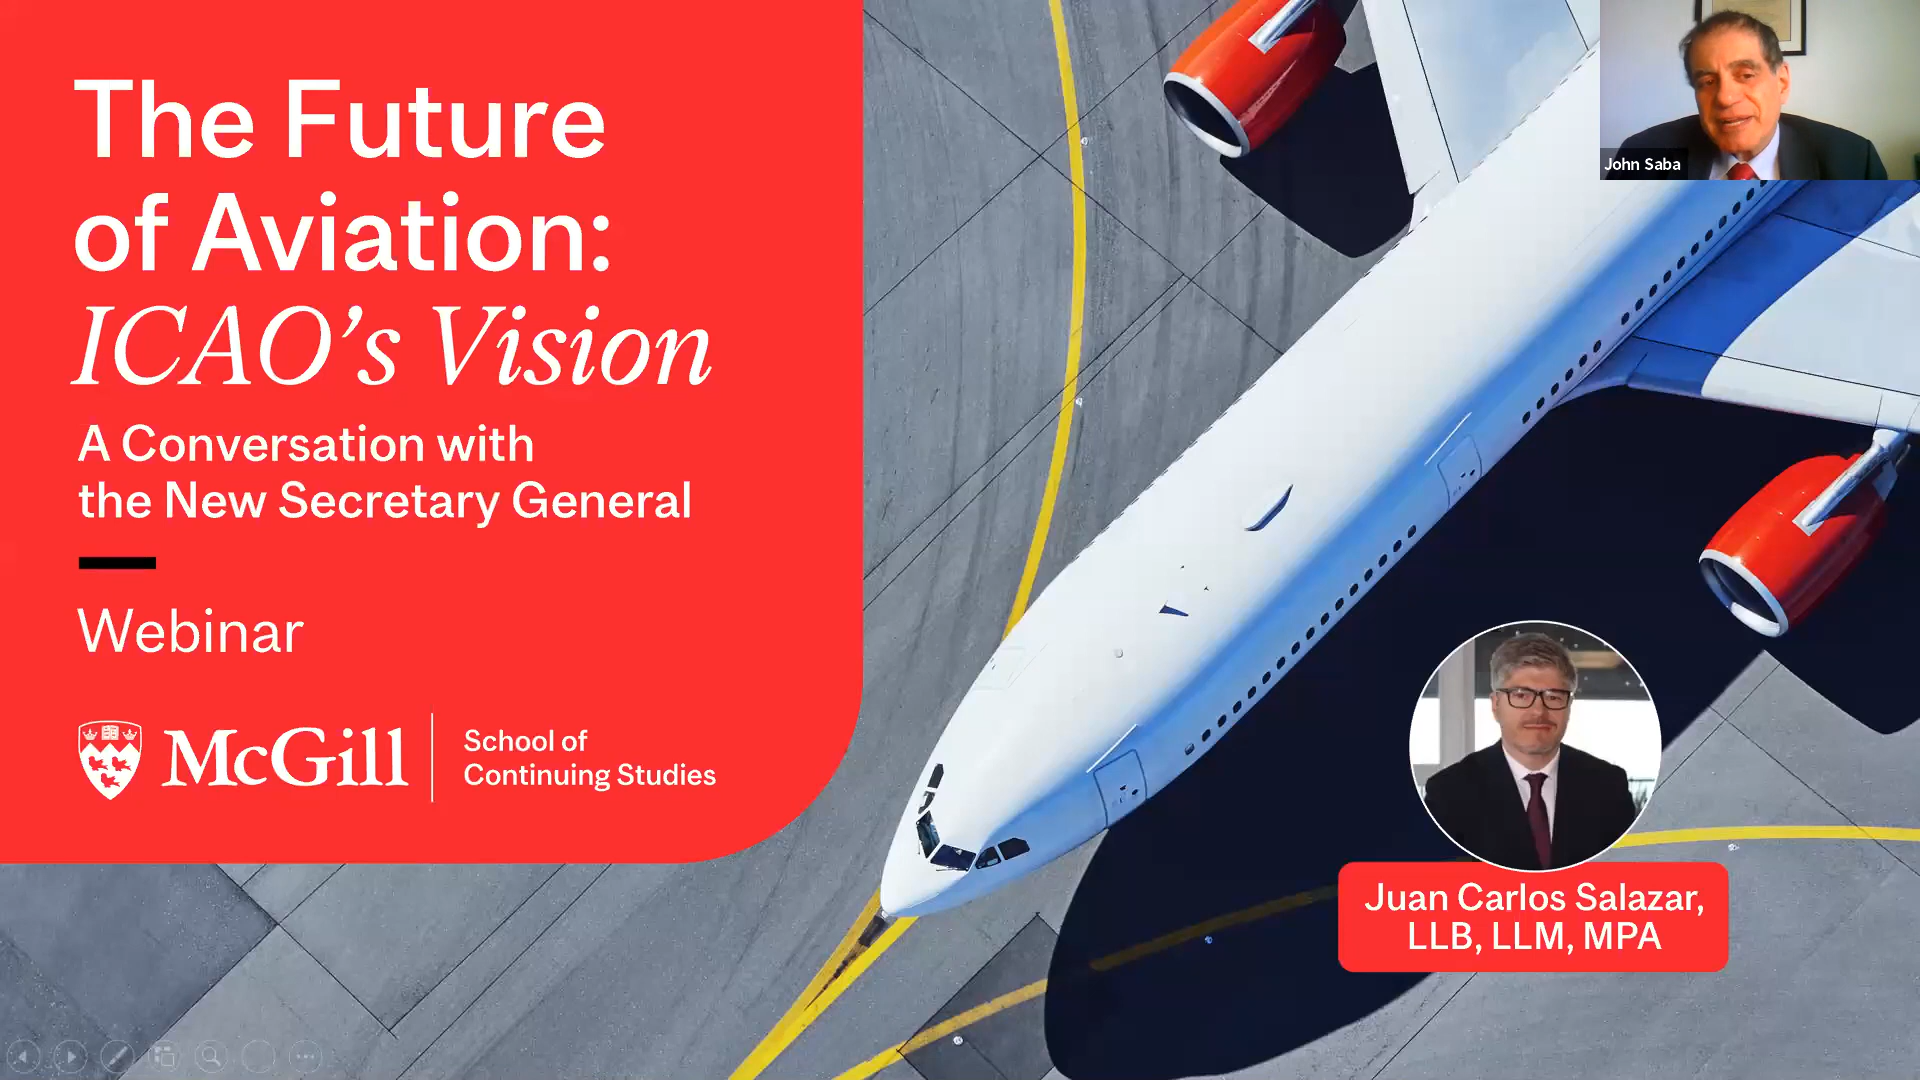 The Future
of Aviation:
ICAO’s Vision
A Conversation with
the New Secretary General
Webinar
McGill
School of
Continuing Studies
John Saba
Juan Carlos Salazar,
LLB, LLM, MPA